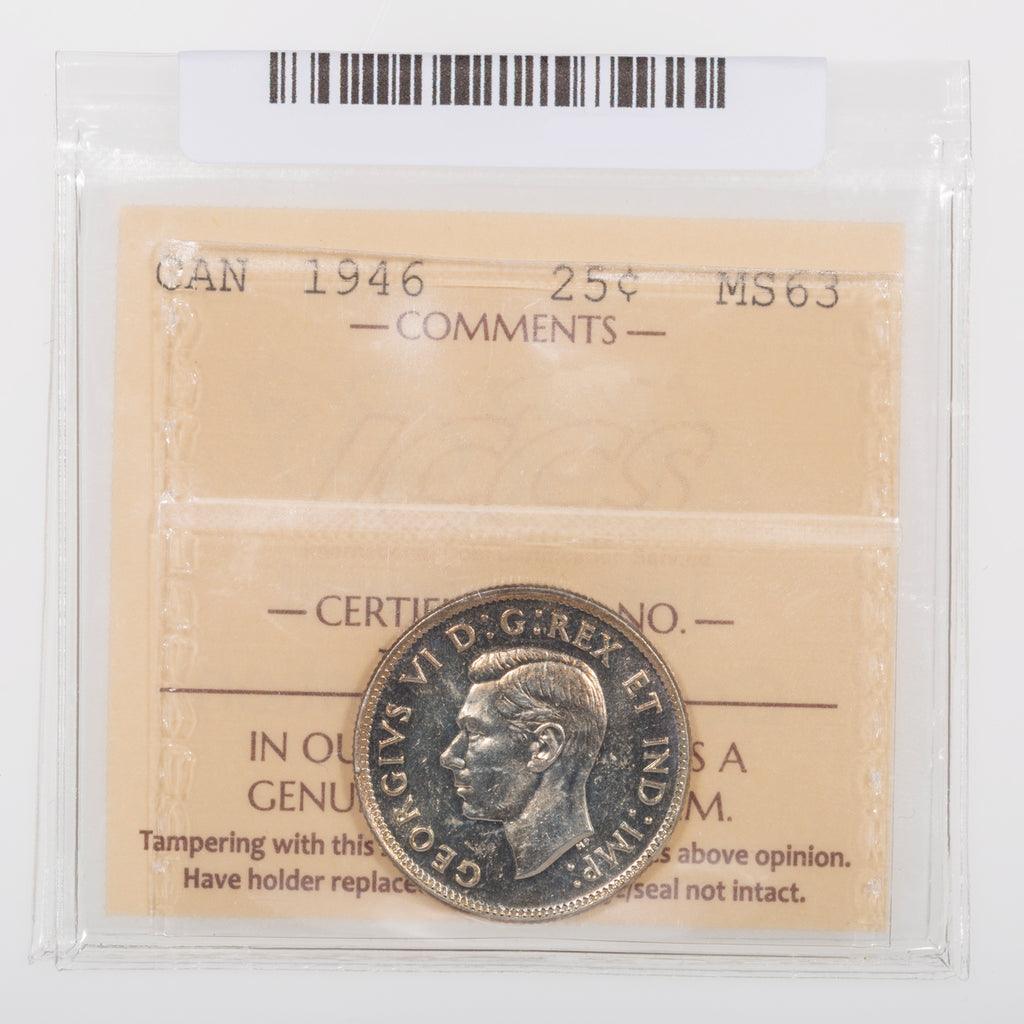 CAN 1946 25¢ MS63
— COMMENTS —
ICCS
— CERTIF NO. —
IN OU S A
GENU M.
Tampering with this s above opinion.
Have holder replace /seal not intact.
GEORGIVS VI D:G:REX ET IND:IMP: